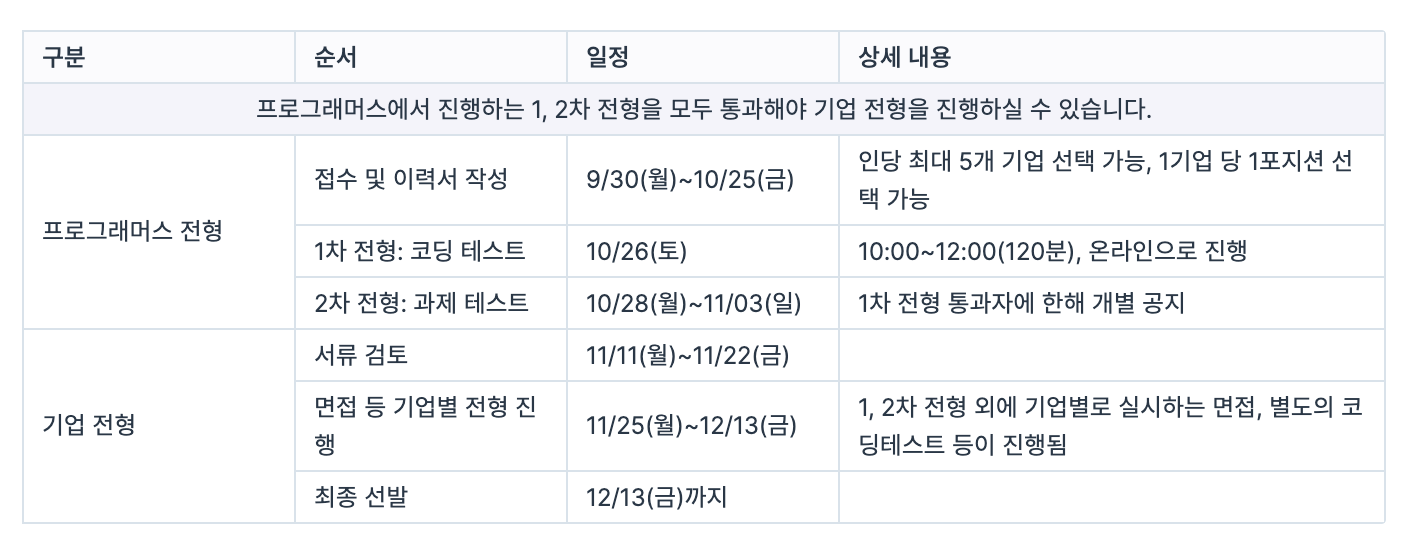 구분 순서 일정 상세 내용
프로그래머스에서 진행하는 1, 2차 전형을 모두 통과해야 기업 전형을 진행하실 수 있습니다.
프로그래머스 전형
접수 및 이력서 작성
9/30(월)~10/25(금)
인당 최대 5개 기업 선택 가능, 1기업 당 1포지션 선
택 가능
1차 전형: 코딩 테스트
10/26(토)
10:00~12:00(120분), 온라인으로 진행
2차 전형: 과제 테스트
10/28(월)~11/03(일)
1차 전형 통과자에 한해 개별 공지
기업 전형
서류 검토
11/11(월)~11/22(금)
면접 등 기업별 전형 진
행
11/25(월)~12/13(금)
1, 2차 전형 외에 기업별로 실시하는 면접, 별도의 코
딩테스트 등이 진행됨
최종 선발
12/13(금)까지